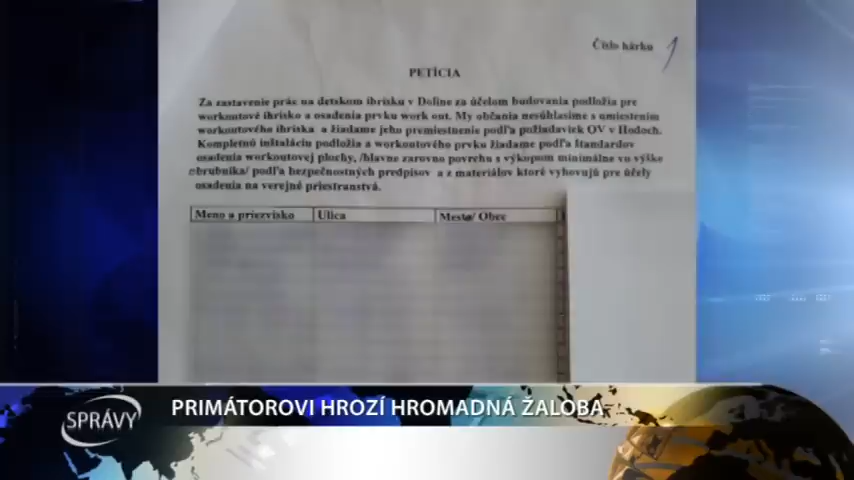 Číslo hárku 1
PETÍCIA
Za zastavenie prác na detskom ihrisku v Doline za účelom budovania podložia pre
workoutové ihrisko a osadenia prvku work out. My občania nesúhlasíme s umiestením
workoutového ihriska a žiadame jeho premiestnenie podľa požiadaviek OV v Hodoch.
Kompletnú inštaláciu podložia a workoutového prvku žiadame podľa štandardov
osadenia workoutovej plochy, /hlavne zarovno povrchu s výkopom minimálne vo výške
obrubníka/ podľa bezpečnostných predpisov a z materiálov ktoré vyhovujú pre účely
osadenia na verejné priestranstvá.
Meno a priezvisko Ulica Mesto/ Obec
SPRÁVY
PRIMÁTOROVI HROZÍ HROMADNÁ ŽALOBA